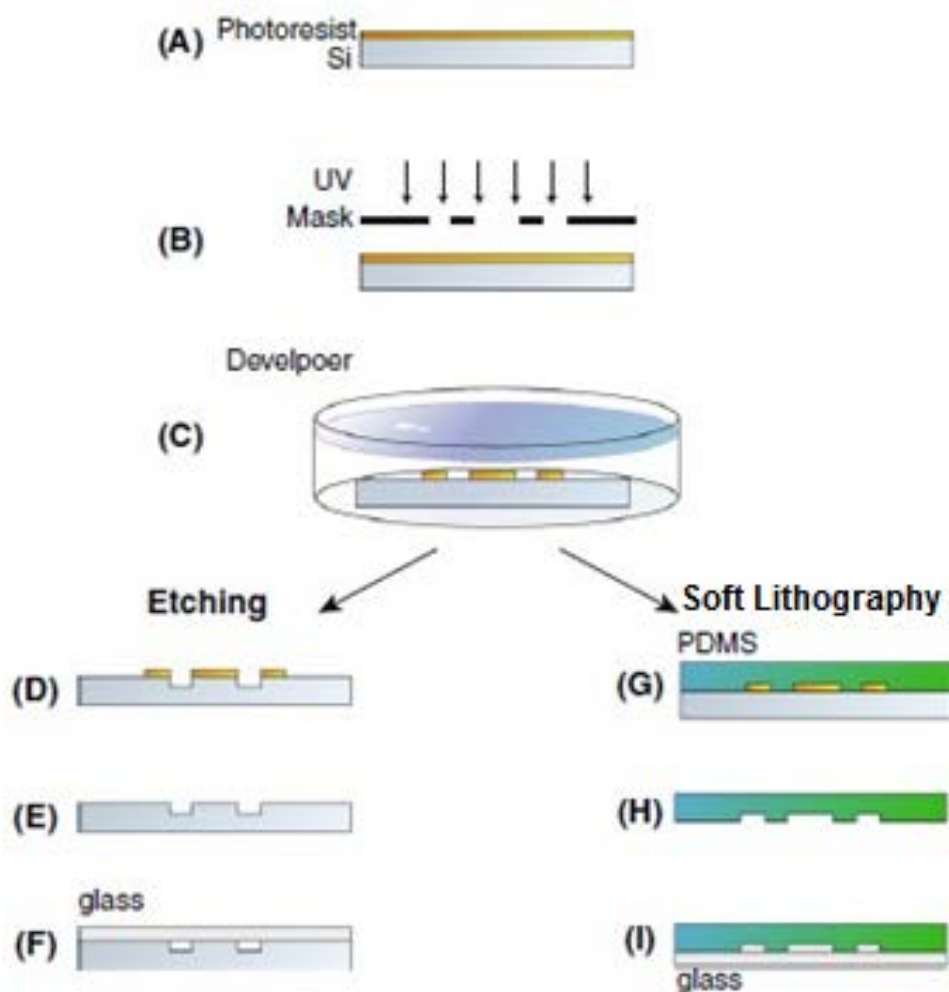 (A) Photoresist
Si
UV
Mask
(B)
Develpoer
(C)
Etching
Soft Lithography
PDMS
(D)
(G)
(E)
(H)
glass
(F)
(I)
glass